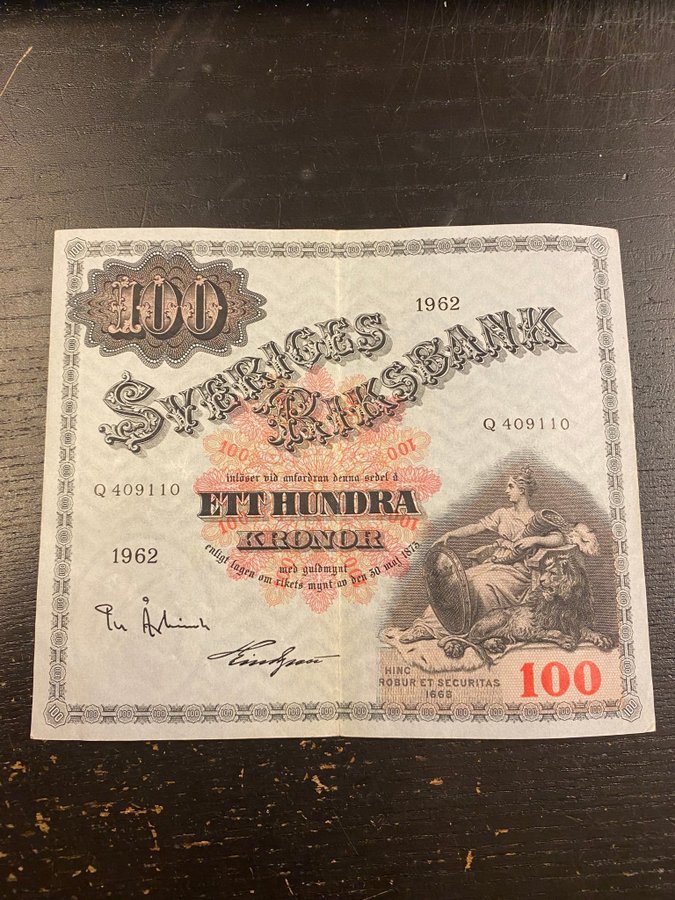 100
1962
SVERIGES
RIKSBANK
Q 409110
100 100
inlöser vid anfordran denna sedel å
Q 409110
ETT HUNDRA
100 100
KRONOR
med guldmynt
enligt lagen om rikets mynt av den 30 maj 1873
1962
HINC
ROBUR ET SECURITAS
1668
100